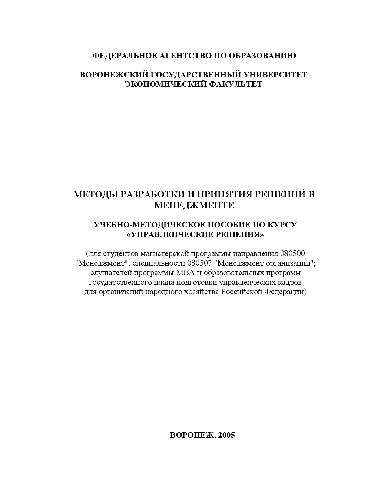 ФЕДЕРАЛЬНОЕ АГЕНТСТВО ПО ОБРАЗОВАНИЮ
ВОРОНЕЖСКИЙ ГОСУДАРСТВЕННЫЙ УНИВЕРСИТЕТ
ЭКОНОМИЧЕСКИЙ ФАКУЛЬТЕТ
МЕТОДЫ РАЗРАБОТКИ И ПРИНЯТИЯ РЕШЕНИЙ В
МЕНЕДЖМЕНТЕ
УЧЕБНО-МЕТОДИЧЕСКОЕ ПОСОБИЕ ПО КУРСУ
«УПРАВЛЕНЧЕСКИЕ РЕШЕНИЯ»
(для студентов магистерской программы направления 080500
"Менеджмент", специальности 080507 "Менеджмент организации";
слушателей программы МВА и образовательных программ
государственного плана подготовки управленческих кадров
для организаций народного хозяйства Российской Федерации)
ВОРОНЕЖ, 2005